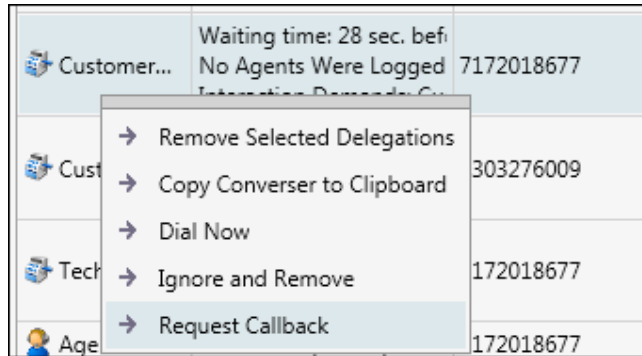 Waiting time: 28 sec. bef
Customer... No Agents Were Logged 7172018677
Remove Selected Delegations
Cust Copy Converser to Clipboard 303276009
Dial Now
Tech Ignore and Remove 172018677
Request Callback
Age 172018677